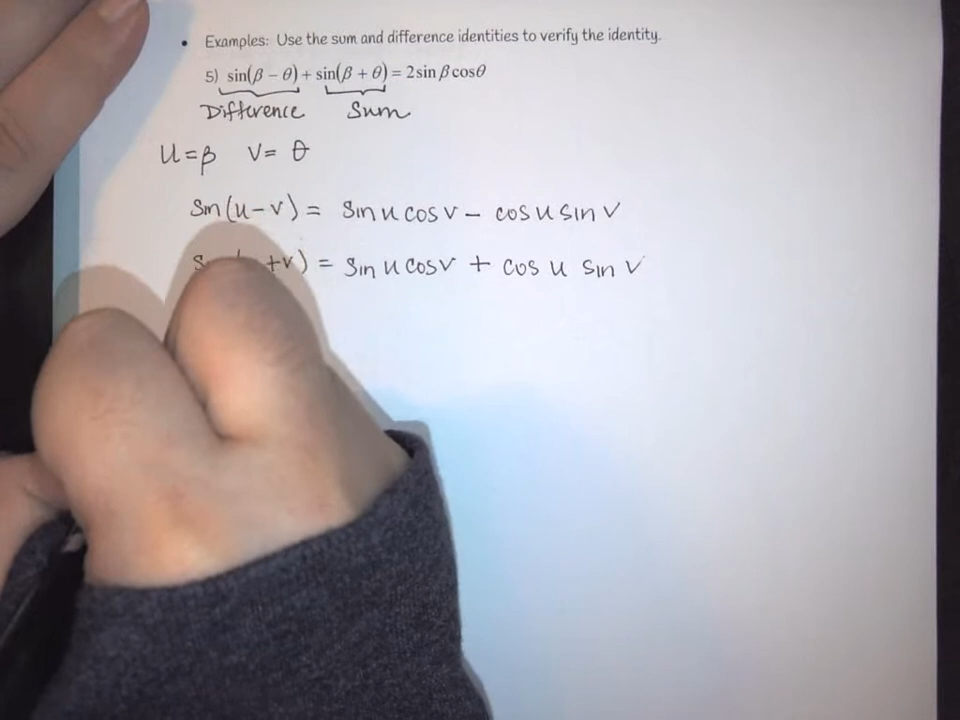 • Examples: Use the sum and difference identities to verify the identity.
5) sin(β − θ) + sin(β + θ) = 2 sin β cos θ
Difference Sum
u = β v = θ
sin(u − v) = sin u cos v − cos u sin v
+v) = sin u cos v + cos u sin v